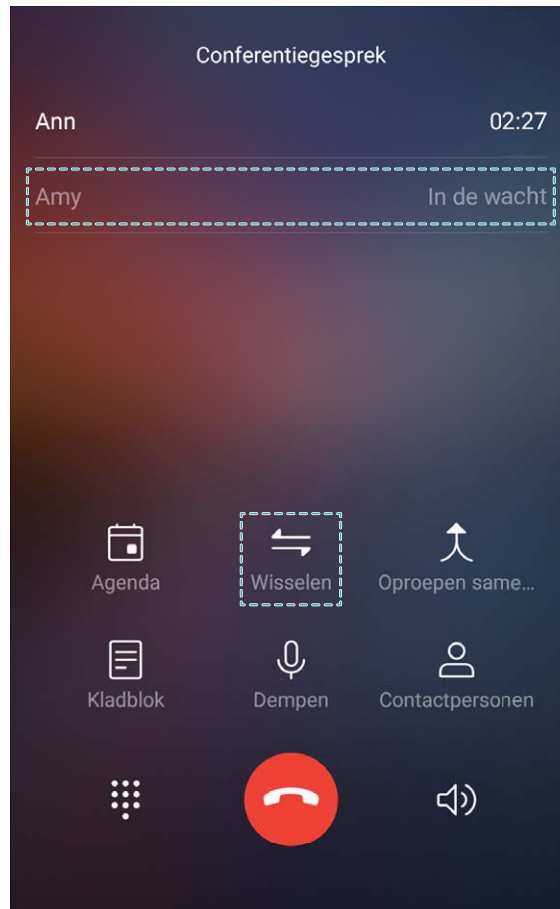 Conferentiegesprek
Ann 02:27
Amy In de wacht
Agenda Wisselen Oproepen same...
Kladblok Dempen Contactpersonen